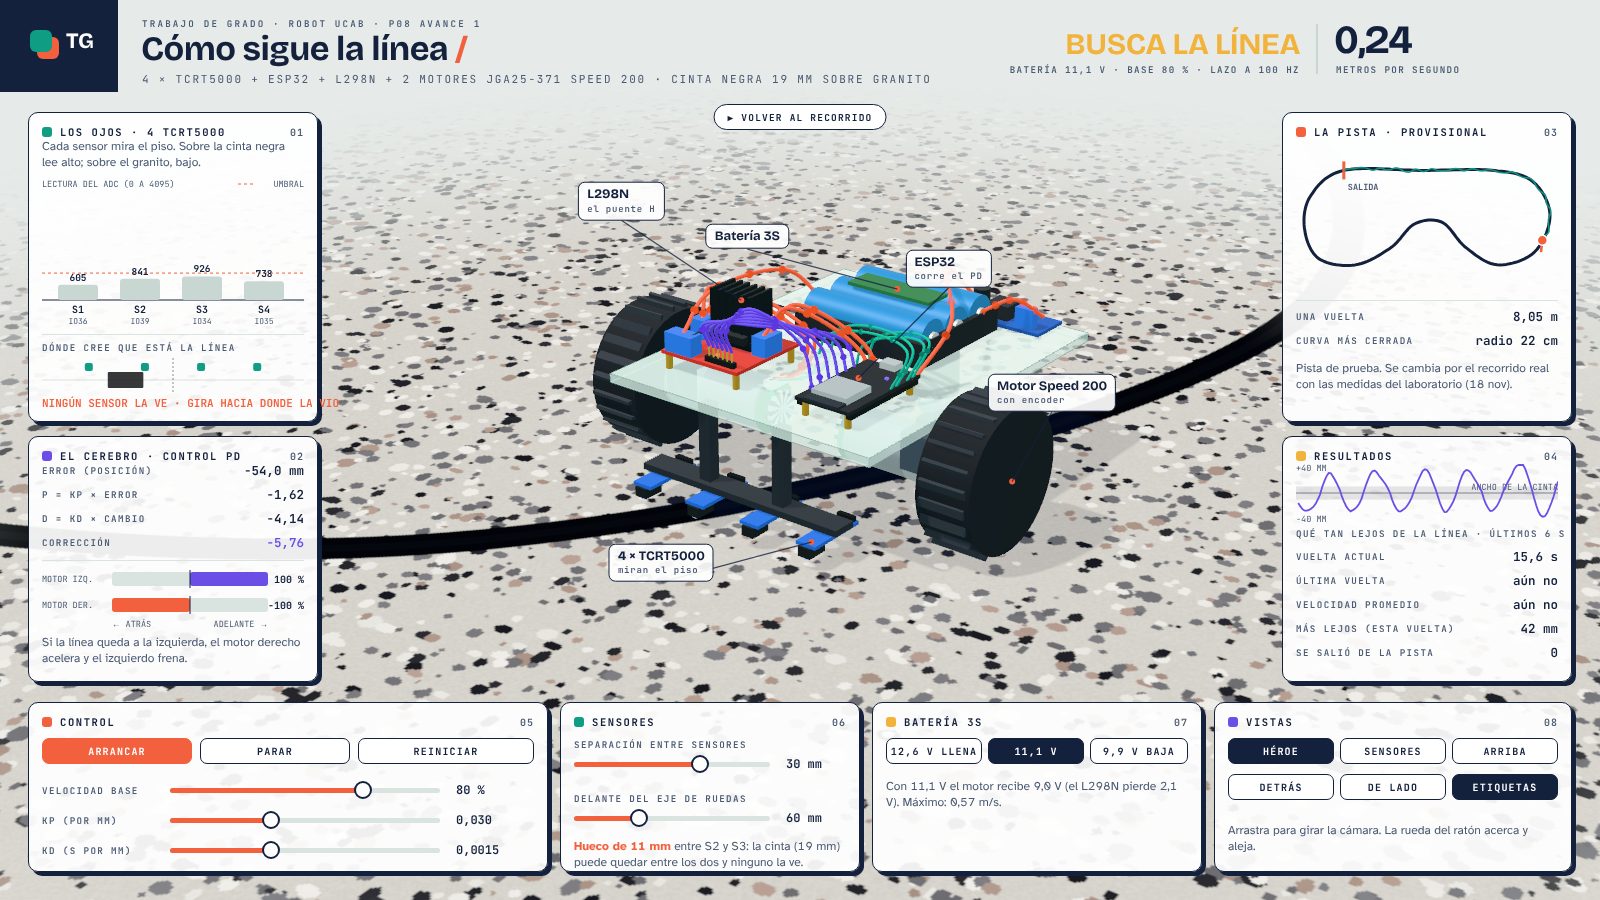 TG
TRABAJO DE GRADO · ROBOT UCAB · P08 AVANCE 1
Cómo sigue la línea /
4 × TCRT5000 + ESP32 + L298N + 2 MOTORES JGA25-371 SPEED 200 · CINTA NEGRA 19 MM SOBRE GRANITO
BUSCA LA LÍNEA
BATERÍA 11,1 V · BASE 80 % · LAZO A 100 HZ
0,24
METROS POR SEGUNDO
▶ VOLVER AL RECORRIDO
LOS OJOS · 4 TCRT5000 01
Cada sensor mira el piso. Sobre la cinta negra
lee alto; sobre el granito, bajo.
LECTURA DEL ADC (0 A 4095) UMBRAL
605 841 926 738
S1 S2 S3 S4
IO36 IO39 IO34 IO35
DÓNDE CREE QUE ESTÁ LA LÍNEA
NINGÚN SENSOR LA VE · GIRA HACIA DONDE LA VIO
EL CEREBRO · CONTROL PD 02
ERROR (POSICIÓN) -54,0 mm
P = KP × ERROR -1,62
D = KD × CAMBIO -4,14
CORRECCIÓN -5,76
MOTOR IZQ. 100 %
MOTOR DER. -100 %
← ATRÁS ADELANTE →
Si la línea queda a la izquierda, el motor derecho
acelera y el izquierdo frena.
L298N
el puente H
Batería 3S
ESP32
corre el PD
Motor Speed 200
con encoder
4 × TCRT5000
miran el piso
LA PISTA · PROVISIONAL 03
SALIDA
UNA VUELTA 8,05 m
CURVA MÁS CERRADA radio 22 cm
Pista de prueba. Se cambia por el recorrido real
con las medidas del laboratorio (18 nov).
RESULTADOS 04
+40 MM
ANCHO DE LA CINTA
-40 MM
QUÉ TAN LEJOS DE LA LÍNEA · ÚLTIMOS 6 S
VUELTA ACTUAL 15,6 s
ÚLTIMA VUELTA aún no
VELOCIDAD PROMEDIO aún no
MÁS LEJOS (ESTA VUELTA) 42 mm
SE SALIÓ DE LA PISTA 0
CONTROL 05
ARRANCAR PARAR REINICIAR
VELOCIDAD BASE 80 %
KP (POR MM) 0,030
KD (S POR MM) 0,0015
SENSORES 06
SEPARACIÓN ENTRE SENSORES
30 mm
DELANTE DEL EJE DE RUEDAS
60 mm
Hueco de 11 mm entre S2 y S3: la cinta (19 mm)
puede quedar entre los dos y ninguno la ve.
BATERÍA 3S 07
12,6 V LLENA 11,1 V 9,9 V BAJA
Con 11,1 V el motor recibe 9,0 V (el L298N pierde 2,1
V). Máximo: 0,57 m/s.
VISTAS 08
HÉROE SENSORES ARRIBA
DETRÁS DE LADO ETIQUETAS
Arrastra para girar la cámara. La rueda del ratón acerca y
aleja.